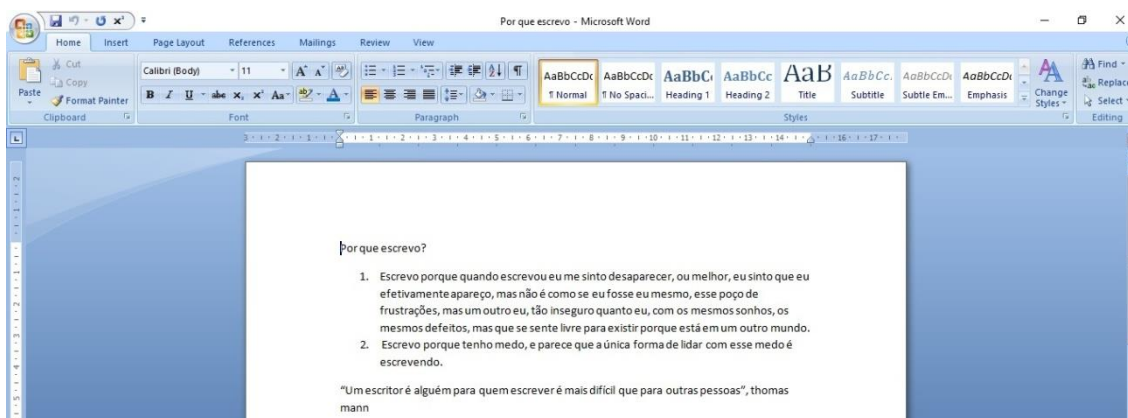 Por que escrevo - Microsoft Word
Home Insert Page Layout References Mailings Review View
Cut
Copy
Format Painter
Paste
Clipboard
Calibri (Body) 11
Font
Paragraph
AaBbCcDc AaBbCcDc AaBbC AaBbCc AaB AaBbCc. AaBbCcDi AaBbCcDi
¶ Normal ¶ No Spaci... Heading 1 Heading 2 Title Subtitle Subtle Em... Emphasis
Change Styles
Styles
Find
Replace
Select
Editing
Por que escrevo?
1. Escrevo porque quando escrevou eu me sinto desaparecer, ou melhor, eu sinto que eu
efetivamente apareço, mas não é como se eu fosse eu mesmo, esse poço de
frustrações, mas um outro eu, tão inseguro quanto eu, com os mesmos sonhos, os
mesmos defeitos, mas que se sente livre para existir porque está em um outro mundo.
2. Escrevo porque tenho medo, e parece que a única forma de lidar com esse medo é
escrevendo.
“Um escritor é alguém para quem escrever é mais difícil que para outras pessoas”, thomas
mann